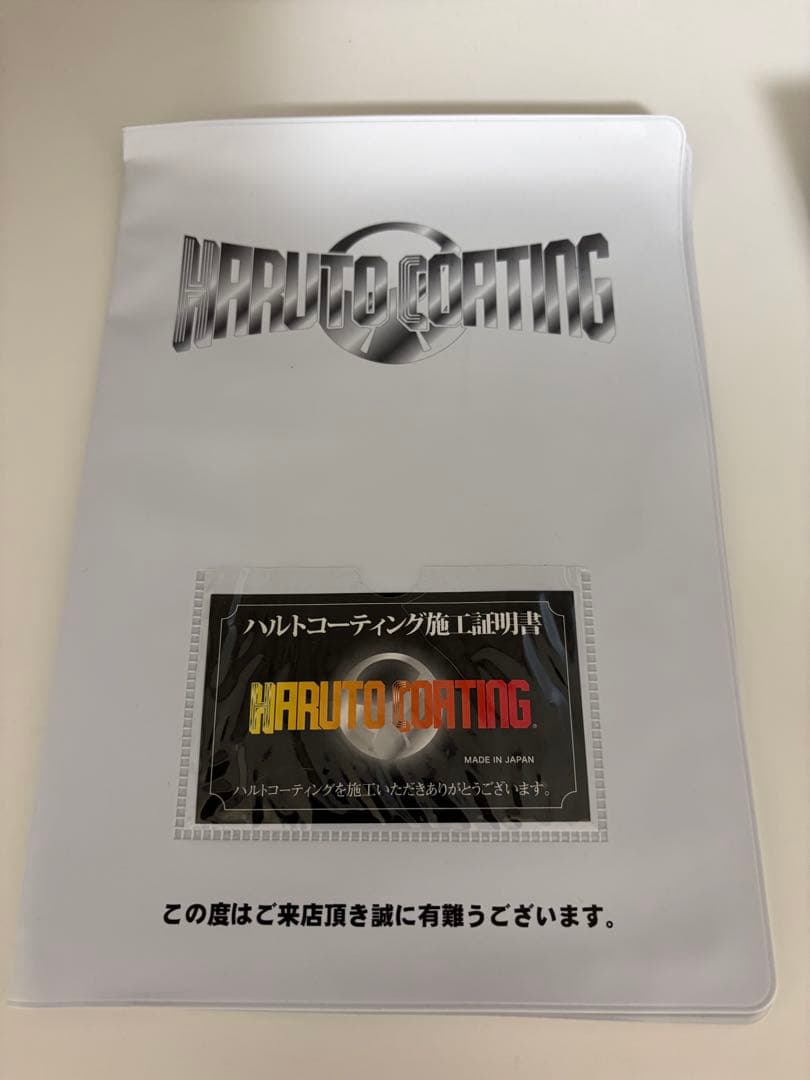 HARUTO COATING
ハルトコーティング施工証明書
HARUTO COATING®
MADE IN JAPAN
ハルトコーティングを施工いただきありがとうございます。
この度はご来店頂き誠に有難うございます。